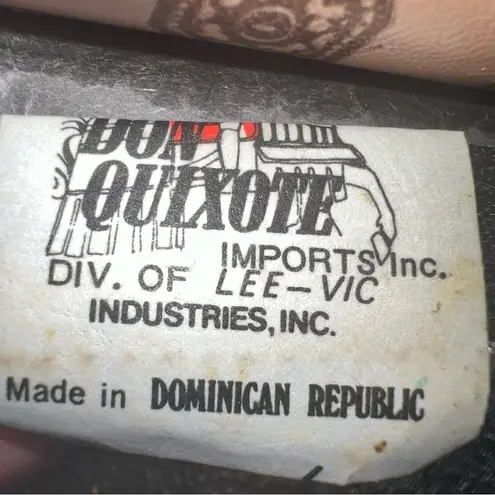 DON
QUIXOTE
IMPORTS Inc.
DIV. OF LEE-VIC
INDUSTRIES, INC.
Made in DOMINICAN REPUBLIC